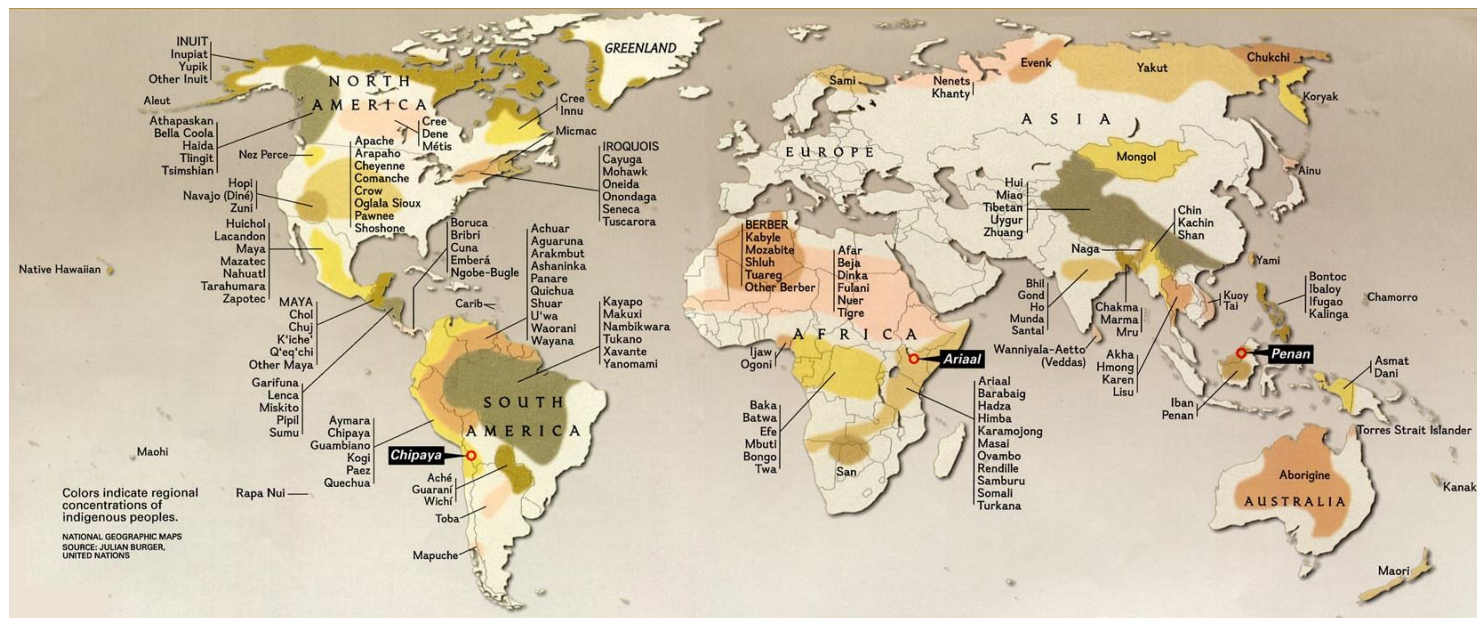 INUIT
Inupiat
Yupik
Other Inuit
Aleut
Athapaskan
Bella Coola
Haida
Tlingit
Tsimshian
NORTH
AMERICA
GREENLAND
Cree
Innu
Micmac
Cree
Dene
Métis
Nez Perce
Apache
Arapaho
Cheyenne
Comanche
Crow
Oglala Sioux
Pawnee
Shoshone
IROQUOIS
Cayuga
Mohawk
Oneida
Onondaga
Seneca
Tuscarora
Hopi
Navajo (Diné)
Zuni
Huichol
Lacandon
Maya
Mazatec
Nahuatl
Tarahumara
Zapotec
Native Hawaiian
Boruca
Bribri
Cuna
Emberá
Ngobe-Bugle
Carib
Achuar
Aguaruna
Arakmbut
Ashaninka
Panare
Quichua
Shuar
U'wa
Waorani
Wayana
Kayapo
Makuxi
Nambikwara
Tukano
Xavante
Yanomami
MAYA
Chol
Chuj
K'iche'
Q'eq'chi
Other Maya
Garifuna
Lenca
Miskito
Pipil
Sumu
SOUTH
AMERICA
Aymara
Chipaya
Guambiano
Kogi
Paez
Quechua
Chipaya
Aché
Guaraní
Wichí
Toba
Mapuche
Maohi
Rapa Nui
Colors indicate regional
concentrations of
indigenous peoples.
NATIONAL GEOGRAPHIC MAPS
SOURCE: JULIAN BURGER,
UNITED NATIONS
Sami
Nenets
Khanty
Evenk
Yakut
Chukchi
Koryak
ASIA
EUROPE
Mongol
Ainu
Hui
Miao
Tibetan
Uygur
Zhuang
Chin
Kachin
Shan
Naga
Yami
BERBER
Kabyle
Mozabite
Shluh
Tuareg
Other Berber
Afar
Beja
Dinka
Fulani
Nuer
Tigre
AFRICA
Ijaw
Ogoni
Ariaal
Baka
Batwa
Efe
Mbuti
Bongo
Twa
San
Ariaal
Barabaig
Hadza
Himba
Karamojong
Masai
Ovambo
Rendille
Samburu
Somali
Turkana
Bhil
Gond
Ho
Munda
Santal
Chakma
Marma
Mru
Wanniyala-Aetto
(Veddas)
Kuoy
Tai
Akha
Hmong
Karen
Lisu
Bontoc
Ibaloy
Ifugao
Kalinga
Chamorro
Penan
Iban
Penan
Asmat
Dani
Torres Strait Islander
Aborigine
AUSTRALIA
Kanak
Maori